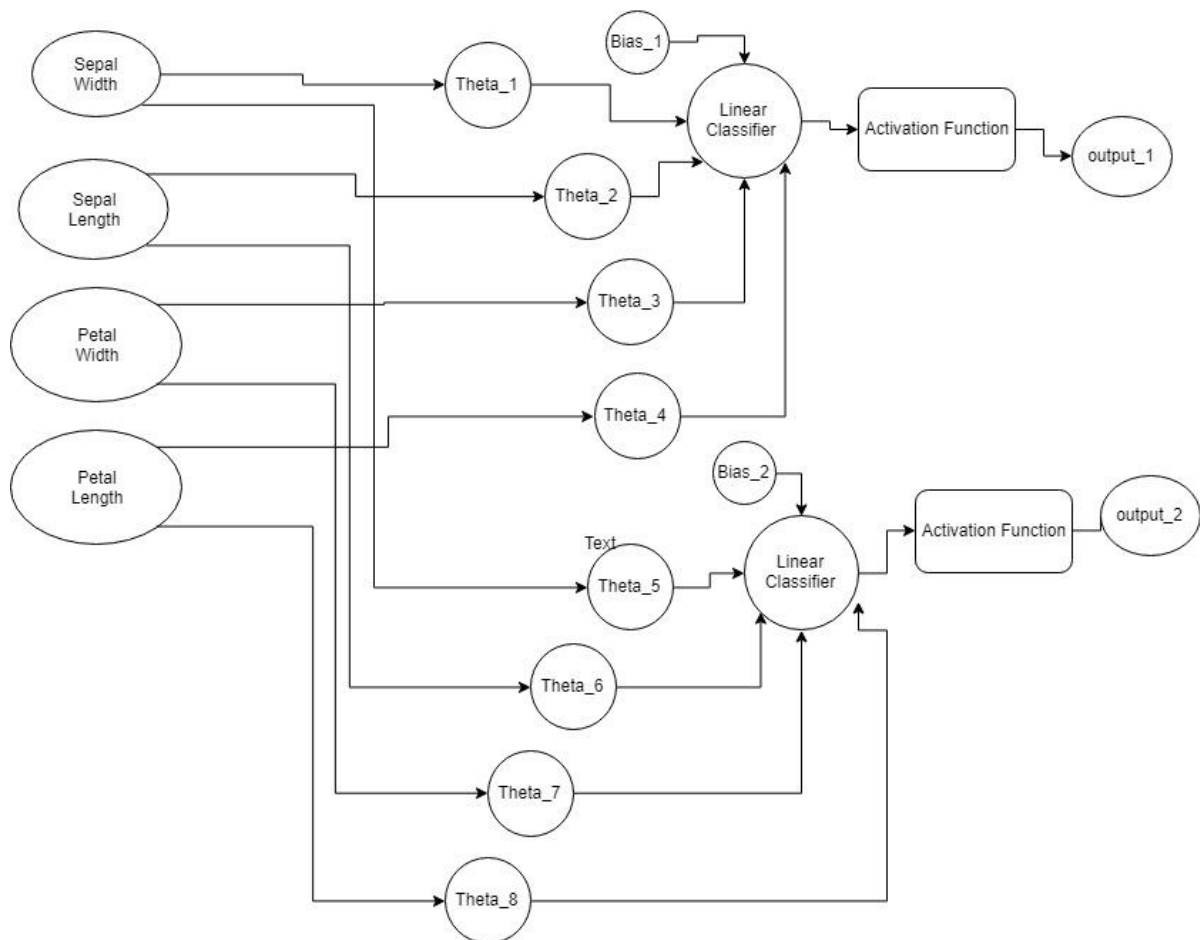 Sepal
Width
Theta_1
Bias_1
Linear
Classifier
Activation Function
output_1
Sepal
Length
Theta_2
Petal
Width
Theta_3
Petal
Length
Theta_4
Bias_2
Text
Theta_5
Linear
Classifier
Activation Function
output_2
Theta_6
Theta_7
Theta_8